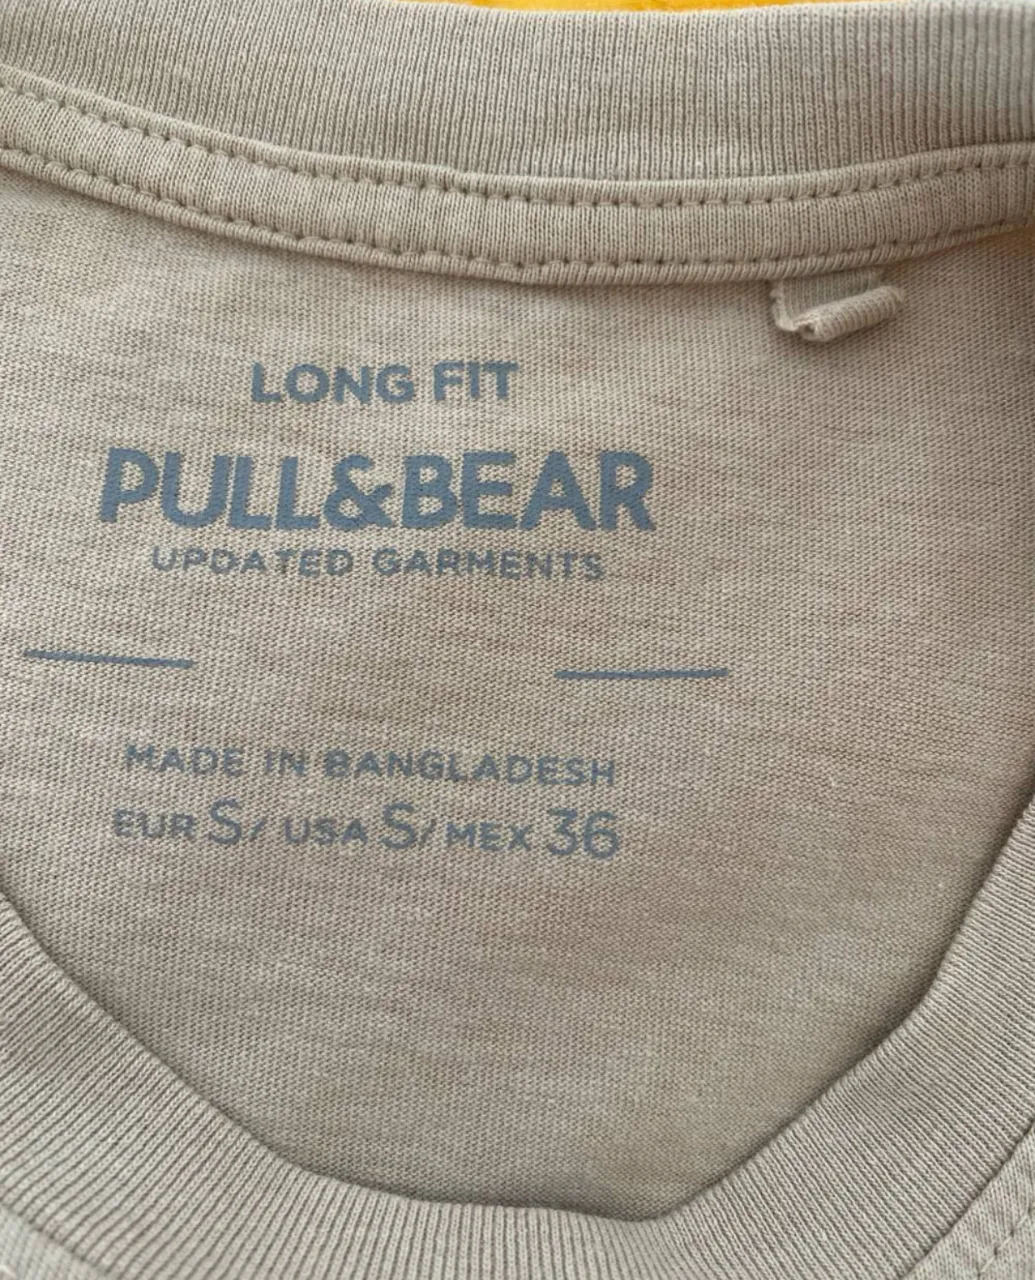 LONG FIT
PULL&BEAR
UPDATED GARMENTS
MADE IN BANGLADESH
EUR S/ USA S/ MEX 36